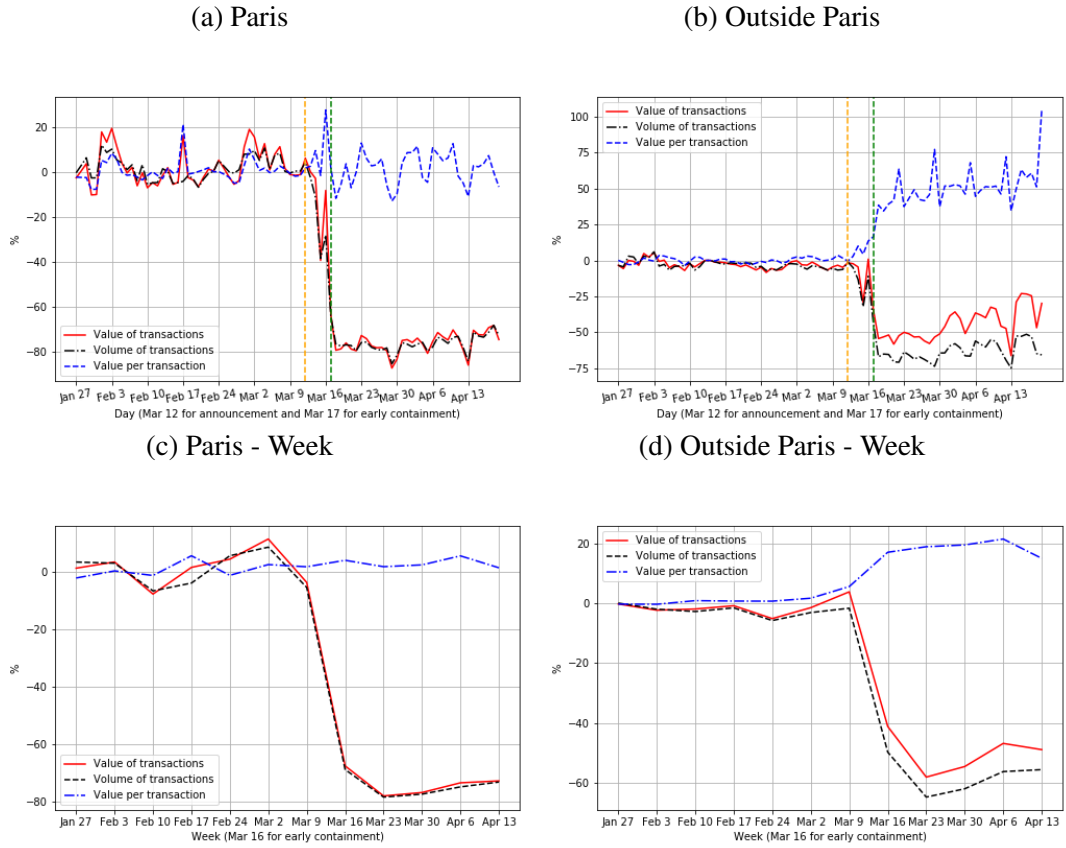 (a) Paris
(b) Outside Paris
20
0
−20
−40
−60
−80
%
Value of transactions
Volume of transactions
Value per transaction
Jan 27 Feb 3 Feb 10 Feb 17 Feb 24 Mar 2 Mar 9 Mar 16 Mar 23 Mar 30 Apr 6 Apr 13
Day (Mar 12 for announcement and Mar 17 for early containment)
100
75
50
25
0
−25
−50
−75
%
Value of transactions
Volume of transactions
Value per transaction
Jan 27 Feb 3 Feb 10 Feb 17 Feb 24 Mar 2 Mar 9 Mar 16 Mar 23 Mar 30 Apr 6 Apr 13
Day (Mar 12 for announcement and Mar 17 for early containment)
(c) Paris - Week
(d) Outside Paris - Week
0
−20
−40
−60
−80
%
Value of transactions
Volume of transactions
Value per transaction
Jan 27 Feb 3 Feb 10 Feb 17 Feb 24 Mar 2 Mar 9 Mar 16 Mar 23 Mar 30 Apr 6 Apr 13
Week (Mar 16 for early containment)
20
0
−20
−40
−60
%
Value of transactions
Volume of transactions
Value per transaction
Jan 27 Feb 3 Feb 10 Feb 17 Feb 24 Mar 2 Mar 9 Mar 16 Mar 23 Mar 30 Apr 6 Apr 13
Week (Mar 16 for early containment)